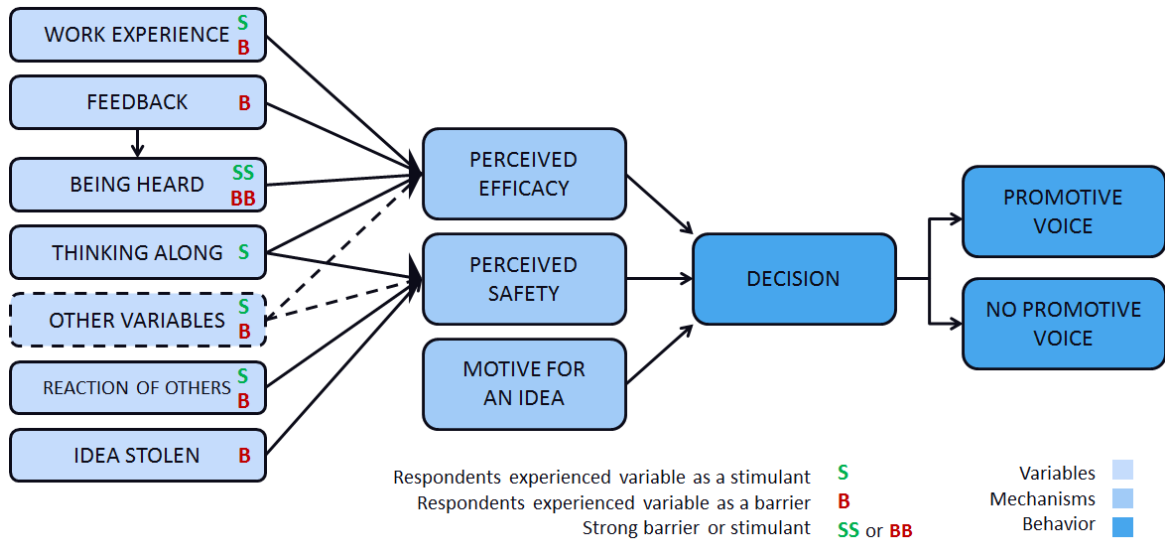 WORK EXPERIENCE S
B
FEEDBACK B
BEING HEARD SS
BB
THINKING ALONG S
OTHER VARIABLES S
B
REACTION OF OTHERS S
B
IDEA STOLEN B
PERCEIVED
EFFICACY
PERCEIVED
SAFETY
MOTIVE FOR
AN IDEA
DECISION
PROMOTIVE
VOICE
NO PROMOTIVE
VOICE
Respondents experienced variable as a stimulant S
Respondents experienced variable as a barrier B
Strong barrier or stimulant SS or BB
Variables
Mechanisms
Behavior